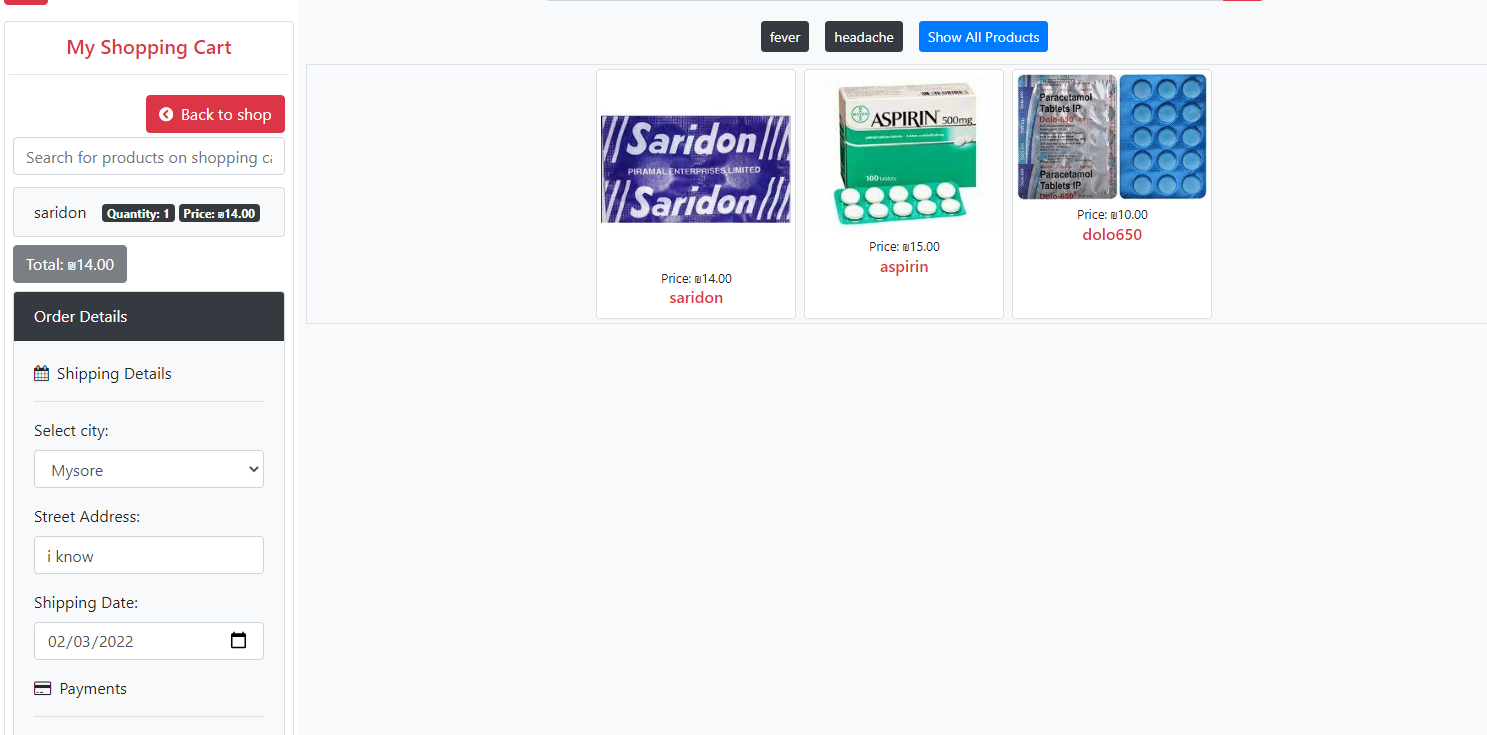 My Shopping Cart
Back to shop
Search for products on shopping ca
saridon Quantity: 1 Price: ₪14.00
Total: ₪14.00
Order Details
Shipping Details
Select city:
Mysore
Street Address:
i know
Shipping Date:
02/03/2022
Payments
fever headache Show All Products
Saridon
PIRAMAL ENTERPRISES LIMITED
Saridon
Price: ₪14.00
saridon
BAYER
ASPIRIN 500mg
100 tablets
Price: ₪15.00
aspirin
Paracetamol
Tablets IP
Dolo-650
Paracetamol
Tablets IP
Dolo-650
Price: ₪10.00
dolo650